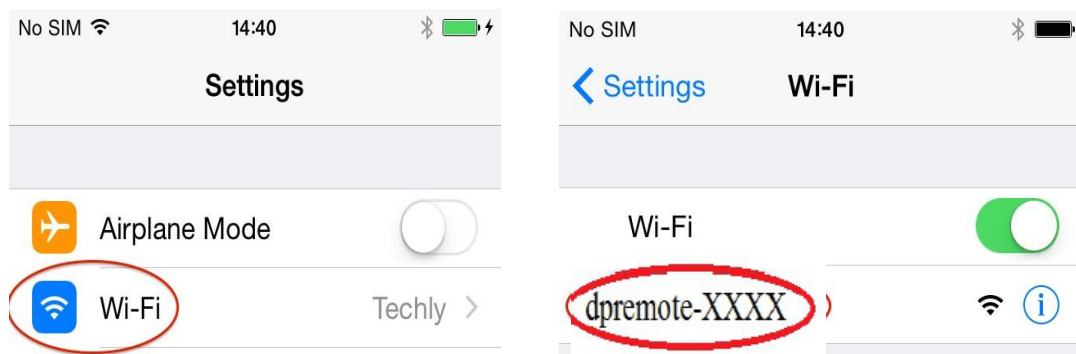 No SIM 14:40
Settings
Airplane Mode
Wi-Fi Techly
No SIM 14:40
Settings Wi-Fi
Wi-Fi
dpremote-XXXX i